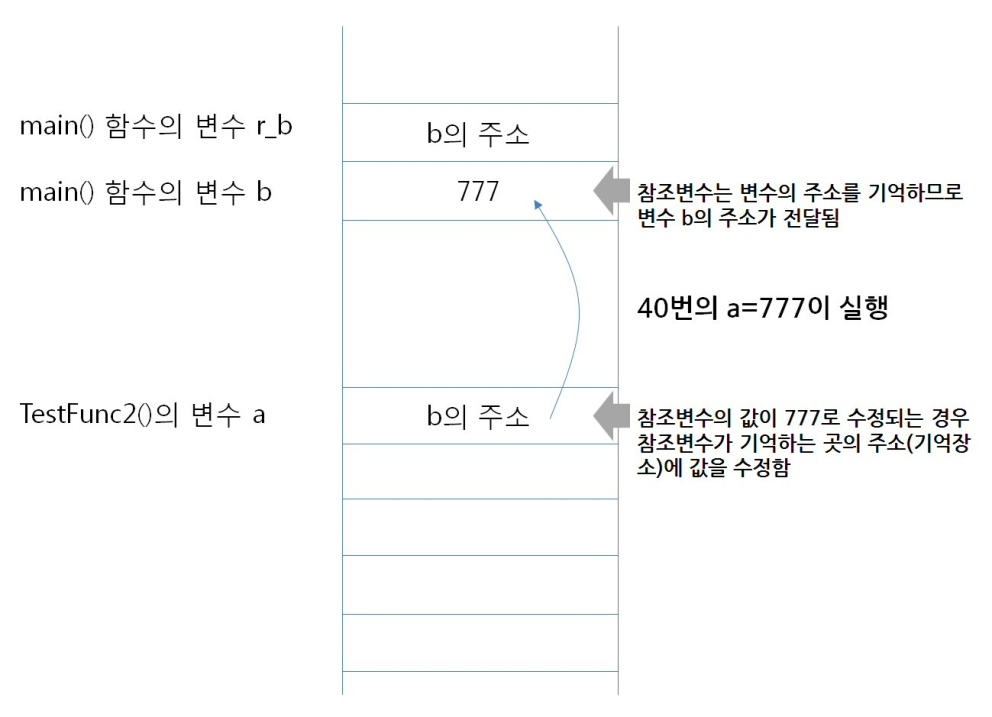 main() 함수의 변수 r_b
b의 주소
main() 함수의 변수 b
777
참조변수는 변수의 주소를 기억하므로
변수 b의 주소가 전달됨
40번의 a=777이 실행
TestFunc2()의 변수 a
b의 주소
참조변수의 값이 777로 수정되는 경우
참조변수가 기억하는 곳의 주소(기억장
소)에 값을 수정함